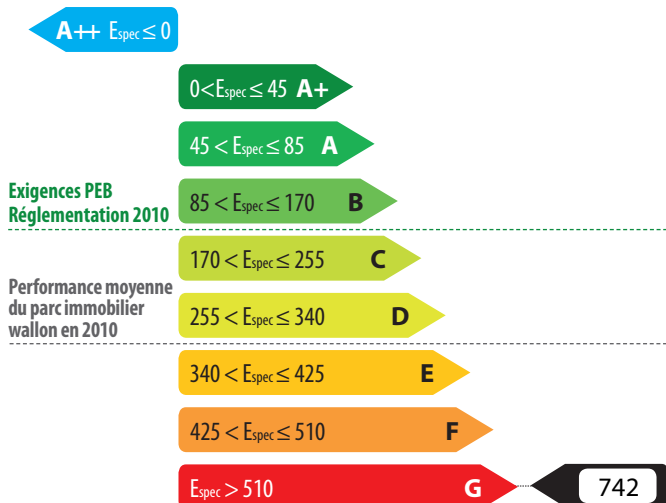 A++ Espec ≤ 0
0 < Espec ≤ 45 A+
45 < Espec ≤ 85 A
Exigences PEB
Réglementation 2010
85 < Espec ≤ 170 B
170 < Espec ≤ 255 C
Performance moyenne
du parc immobilier
wallon en 2010
255 < Espec ≤ 340 D
340 < Espec ≤ 425 E
425 < Espec ≤ 510 F
Espec > 510 G 742